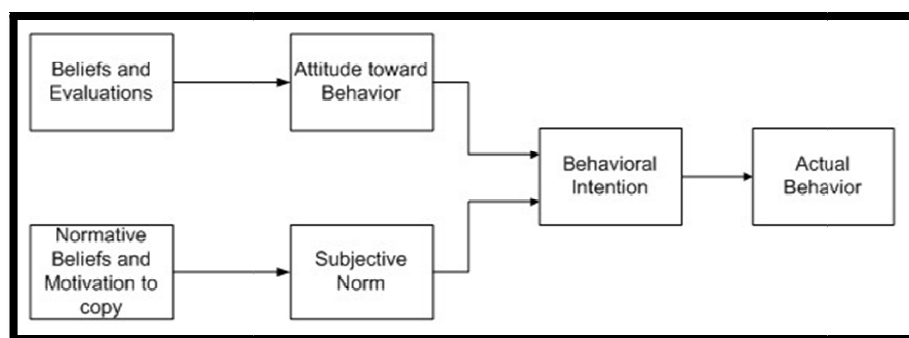 Beliefs and
Evaluations
Attitude toward
Behavior
Behavioral
Intention
Actual
Behavior
Normative
Beliefs and
Motivation to
copy
Subjective
Norm